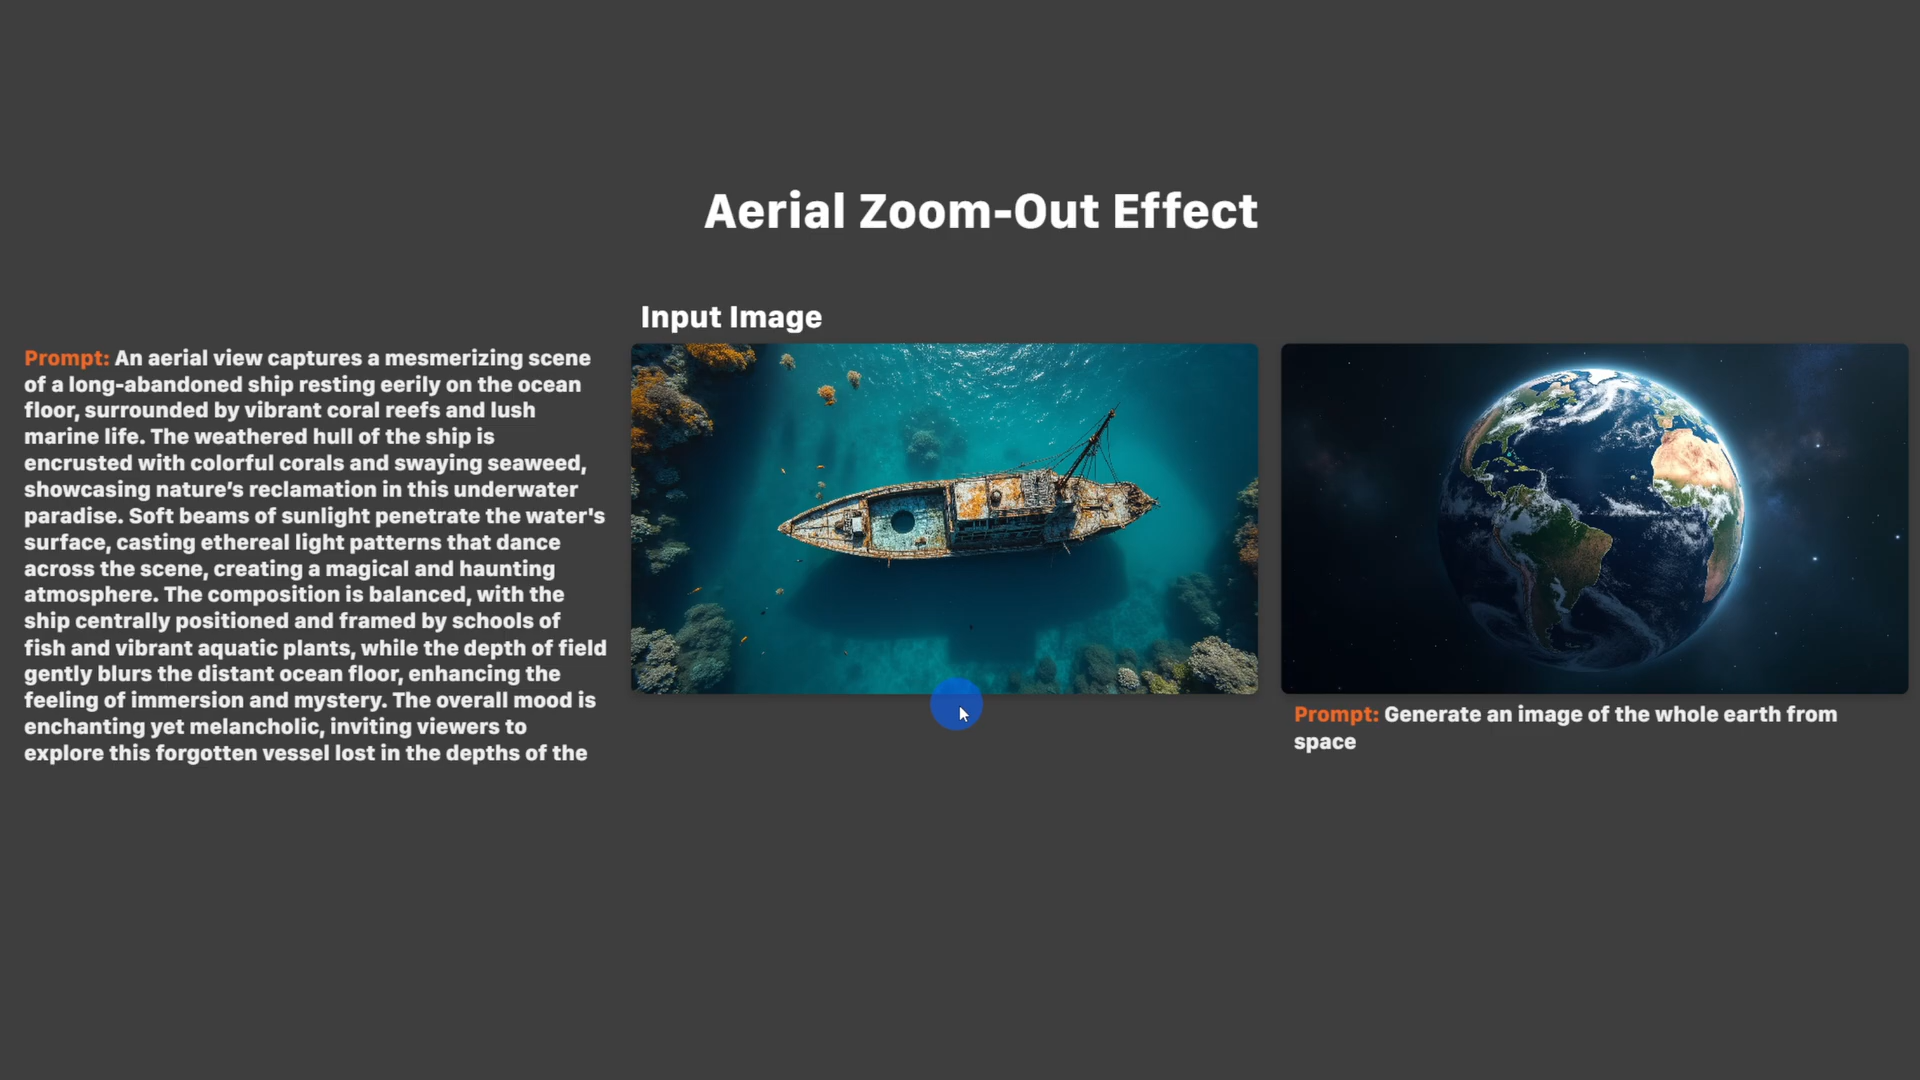 Aerial Zoom-Out Effect
Input Image
Prompt: An aerial view captures a mesmerizing scene
of a long-abandoned ship resting eerily on the ocean
floor, surrounded by vibrant coral reefs and lush
marine life. The weathered hull of the ship is
encrusted with colorful corals and swaying seaweed,
showcasing nature’s reclamation in this underwater
paradise. Soft beams of sunlight penetrate the water's
surface, casting ethereal light patterns that dance
across the scene, creating a magical and haunting
atmosphere. The composition is balanced, with the
ship centrally positioned and framed by schools of
fish and vibrant aquatic plants, while the depth of field
gently blurs the distant ocean floor, enhancing the
feeling of immersion and mystery. The overall mood is
enchanting yet melancholic, inviting viewers to
explore this forgotten vessel lost in the depths of the
Prompt: Generate an image of the whole earth from
space